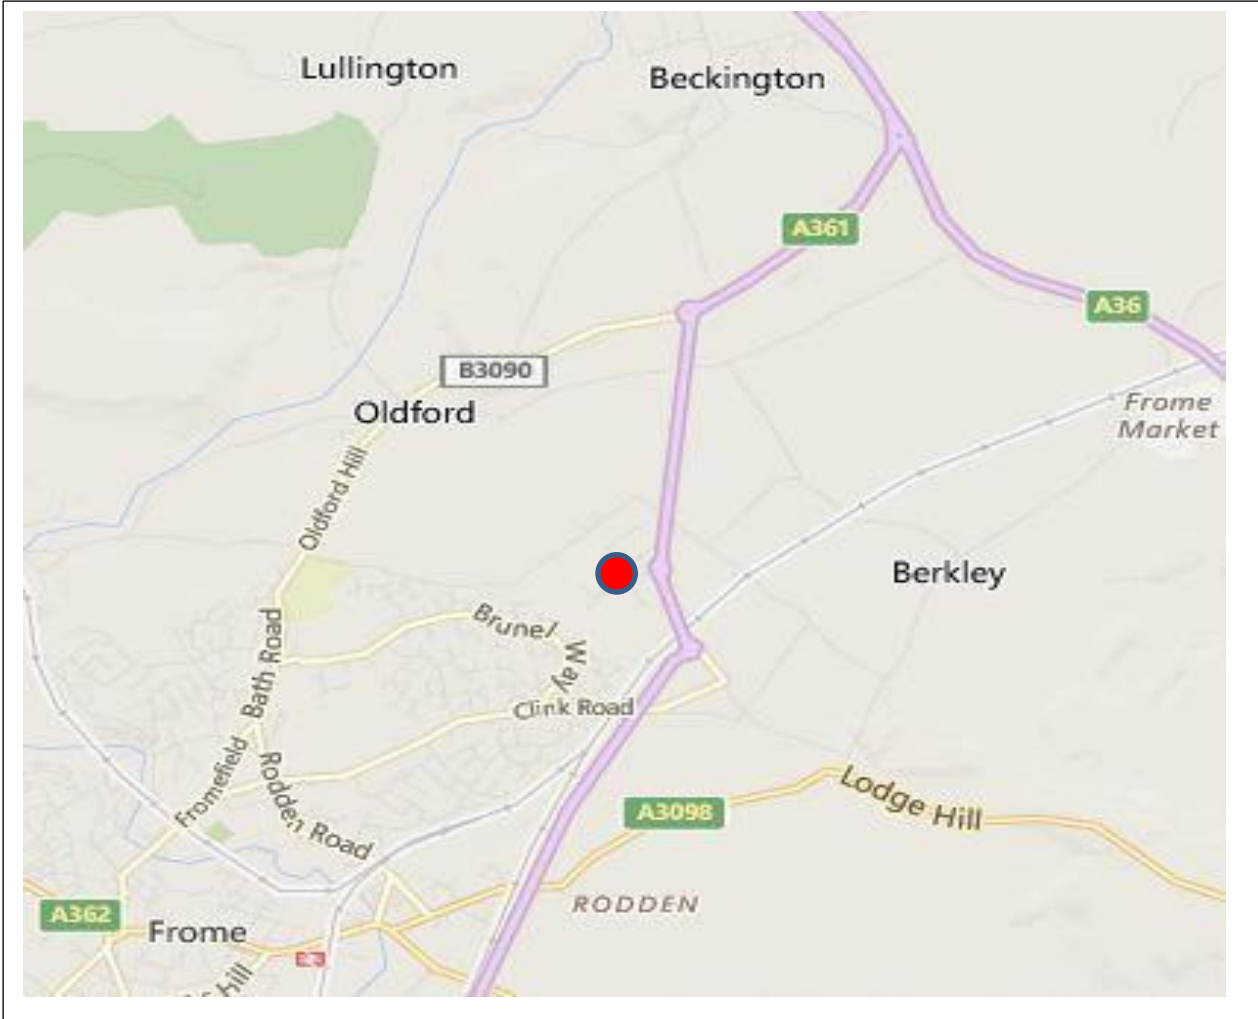 Lullington
Beckington
A361
A36
B3090
Frome
Market
Oldford
Oldford Hill
Berkley
Brunel
Way
Bath Road
Clink Road
Fromefield
Rodden Road
Lodge Hill
A3098
RODDEN
A362
Frome
Hill